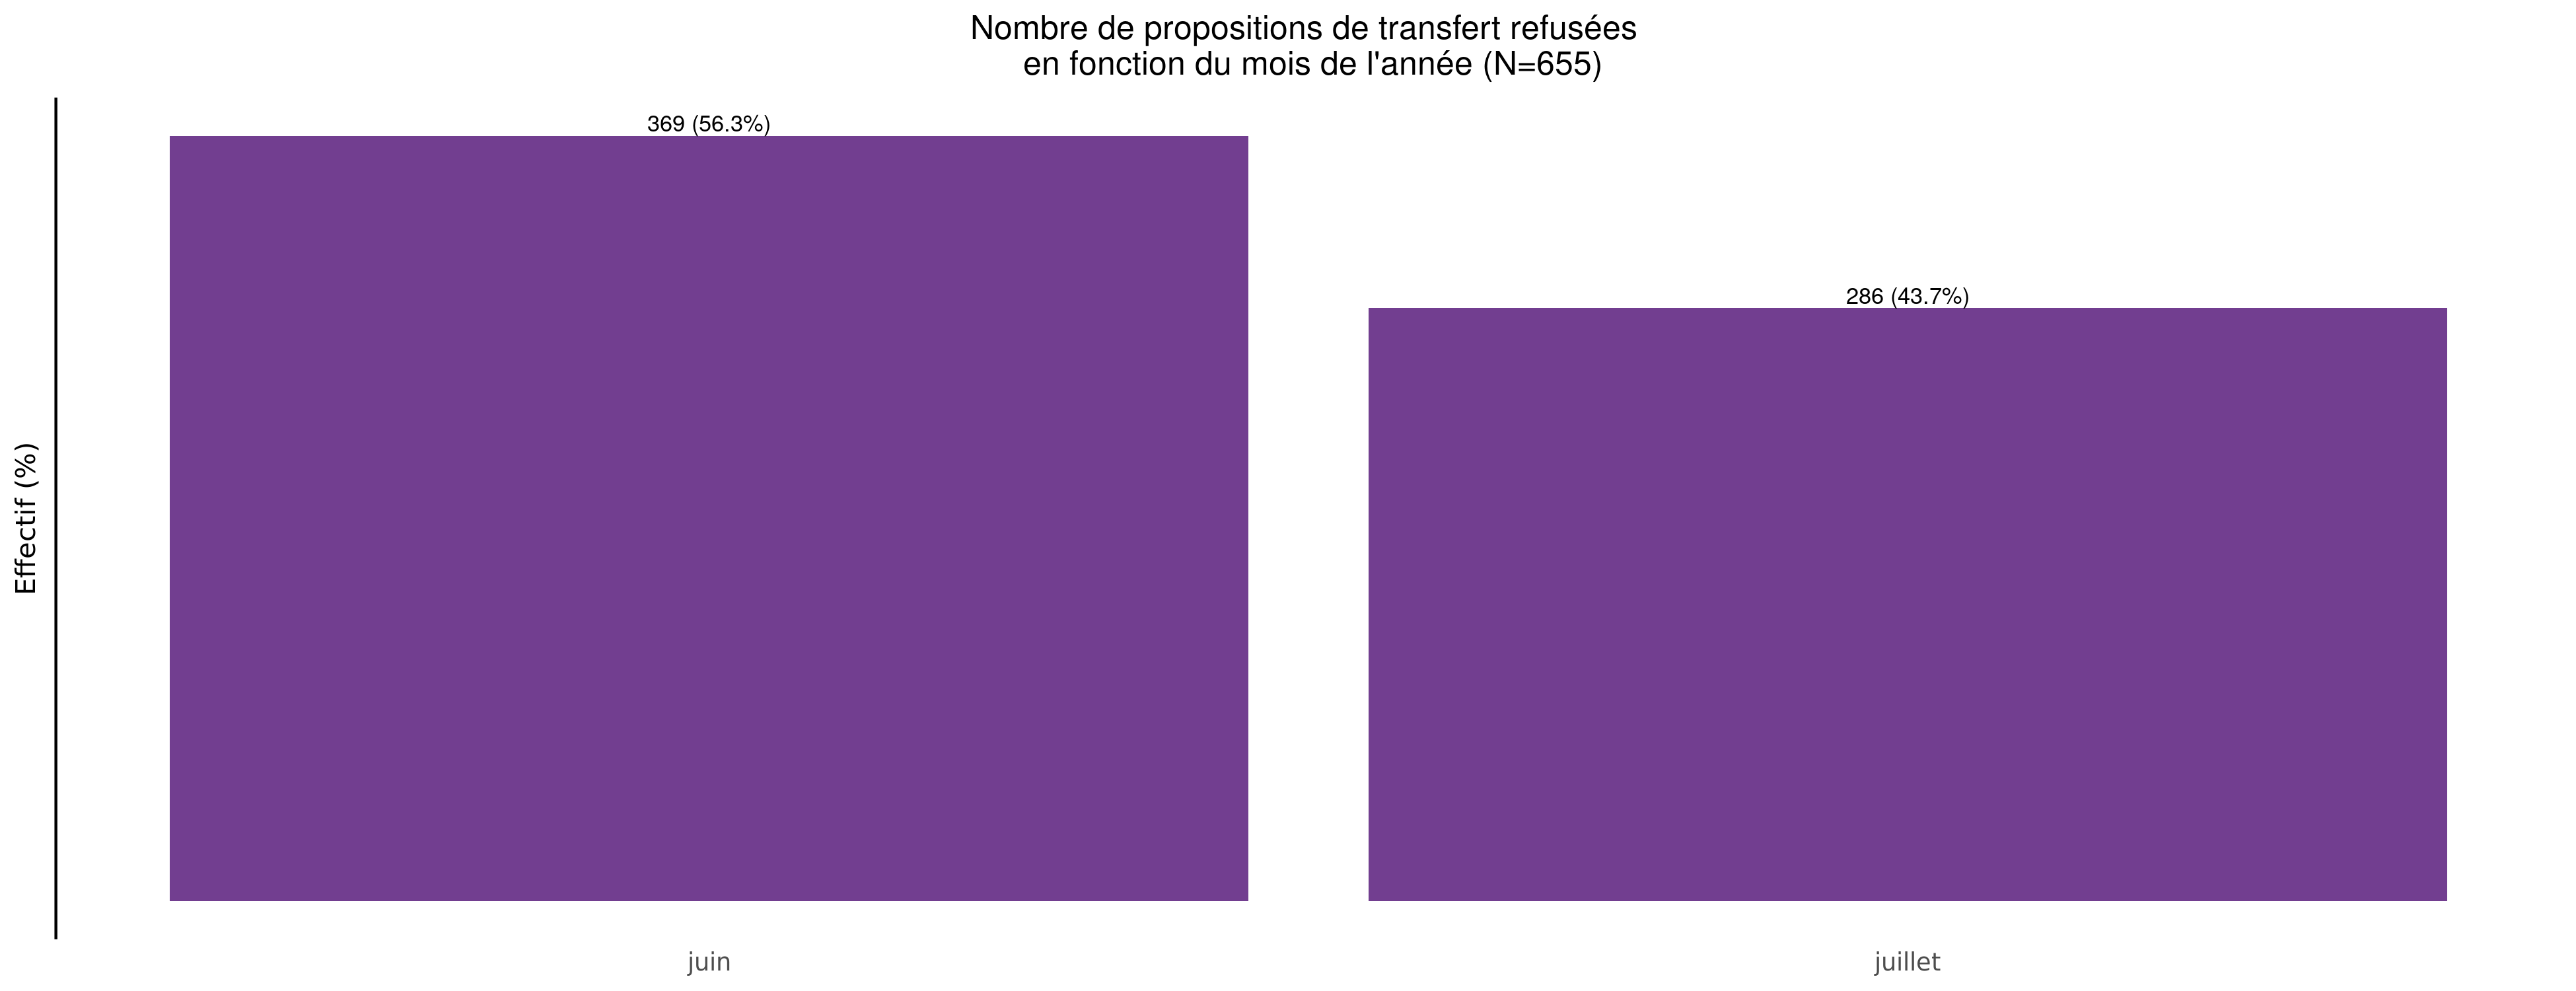 Nombre de propositions de transfert refusées
en fonction du mois de l'année (N=655)
369 (56.3%)
286 (43.7%)
Effectif (%)
juin
juillet